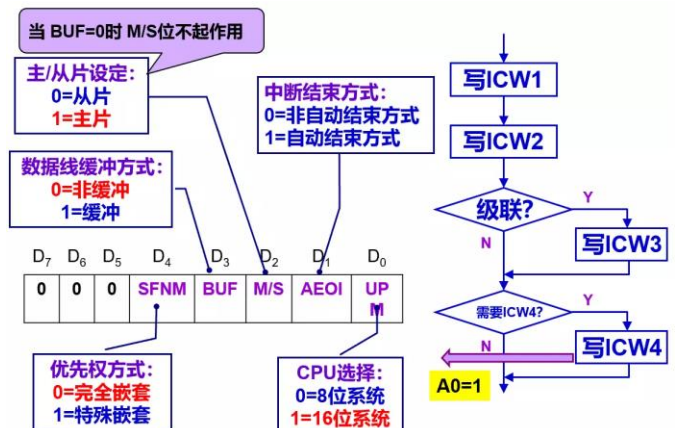 当 BUF=0时 M/S位不起作用
主/从片设定：
0=从片
1=主片
中断结束方式：
0=非自动结束方式
1=自动结束方式
数据线缓冲方式：
0=非缓冲
1=缓冲
D7 D6 D5 D4 D3 D2 D1 D0
0 0 0 SFNM BUF M/S AEOI UP
M
优先权方式：
0=完全嵌套
1=特殊嵌套
CPU选择：
0=8位系统
1=16位系统
写ICW1
写ICW2
级联？
Y
N
写ICW3
需要ICW4?
Y
N
写ICW4
A0=1